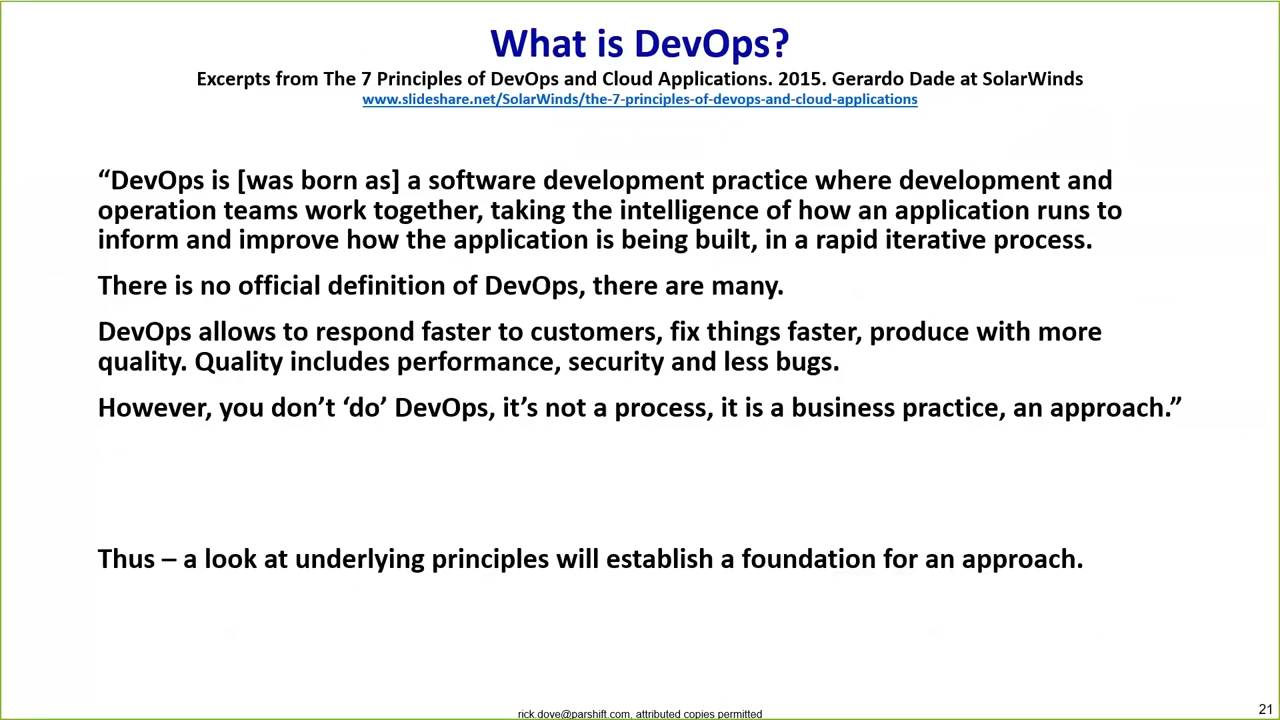 What is DevOps?
Excerpts from The 7 Principles of DevOps and Cloud Applications. 2015. Gerardo Dade at SolarWinds
www.slideshare.net/SolarWinds/the-7-principles-of-devops-and-cloud-applications
“DevOps is [was born as] a software development practice where development and
operation teams work together, taking the intelligence of how an application runs to
inform and improve how the application is being built, in a rapid iterative process.
There is no official definition of DevOps, there are many.
DevOps allows to respond faster to customers, fix things faster, produce with more
quality. Quality includes performance, security and less bugs.
However, you don’t ‘do’ DevOps, it’s not a process, it is a business practice, an approach.”
Thus – a look at underlying principles will establish a foundation for an approach.
rick.dove@parshift.com, attributed copies permitted
21